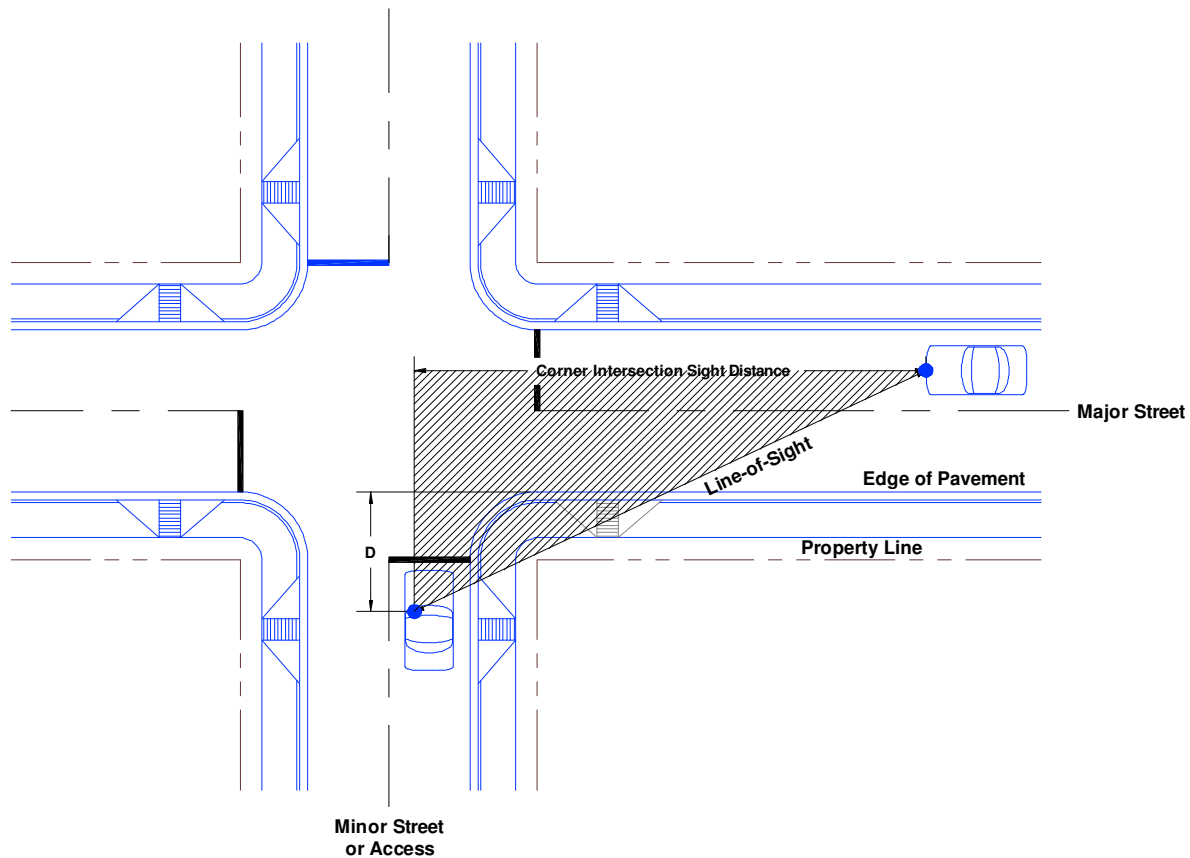 Corner Intersection Sight Distance
Major Street
Line-of-Sight
Edge of Pavement
D
Property Line
Minor Street
or Access